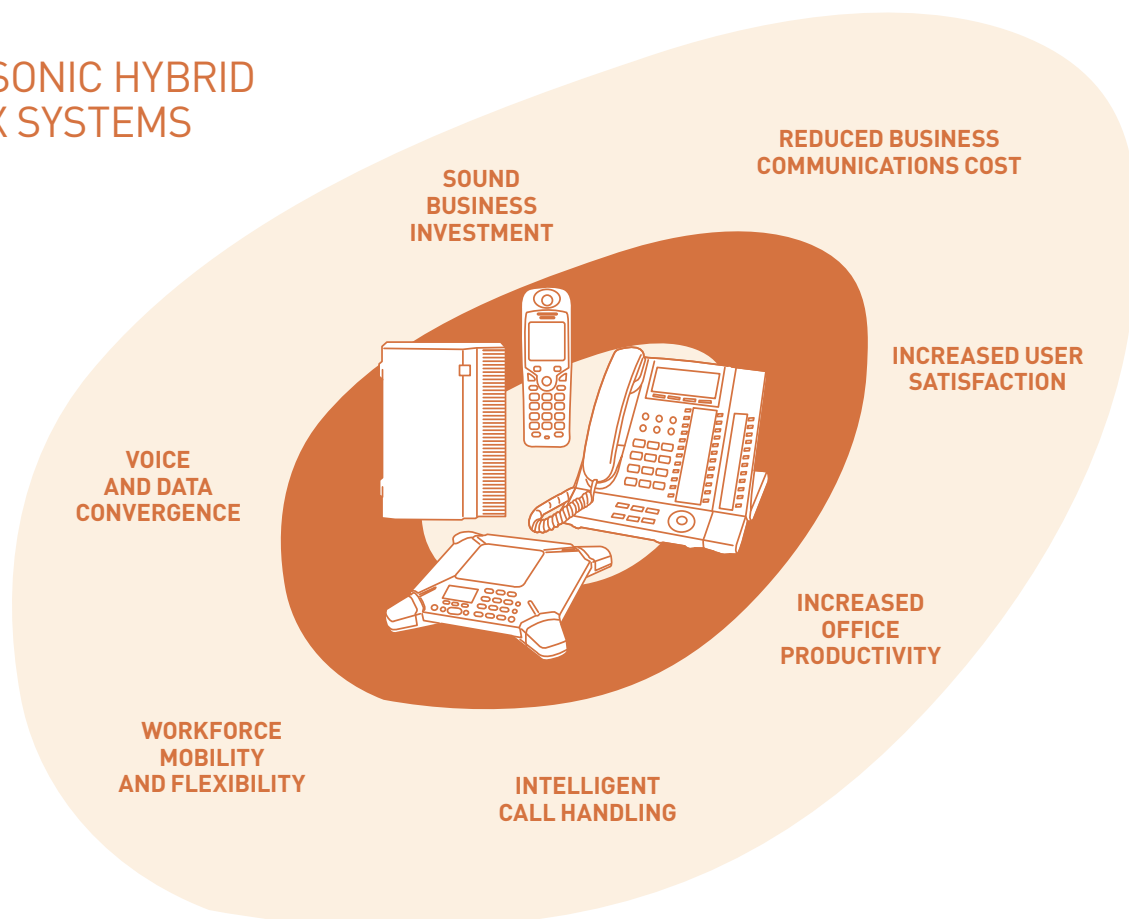 SONIC HYBRID
X SYSTEMS
REDUCED BUSINESS
COMMUNICATIONS COST
SOUND
BUSINESS
INVESTMENT
INCREASED USER
SATISFACTION
VOICE
AND DATA
CONVERGENCE
INCREASED
OFFICE
PRODUCTIVITY
WORKFORCE
MOBILITY
AND FLEXIBILITY
INTELLIGENT
CALL HANDLING